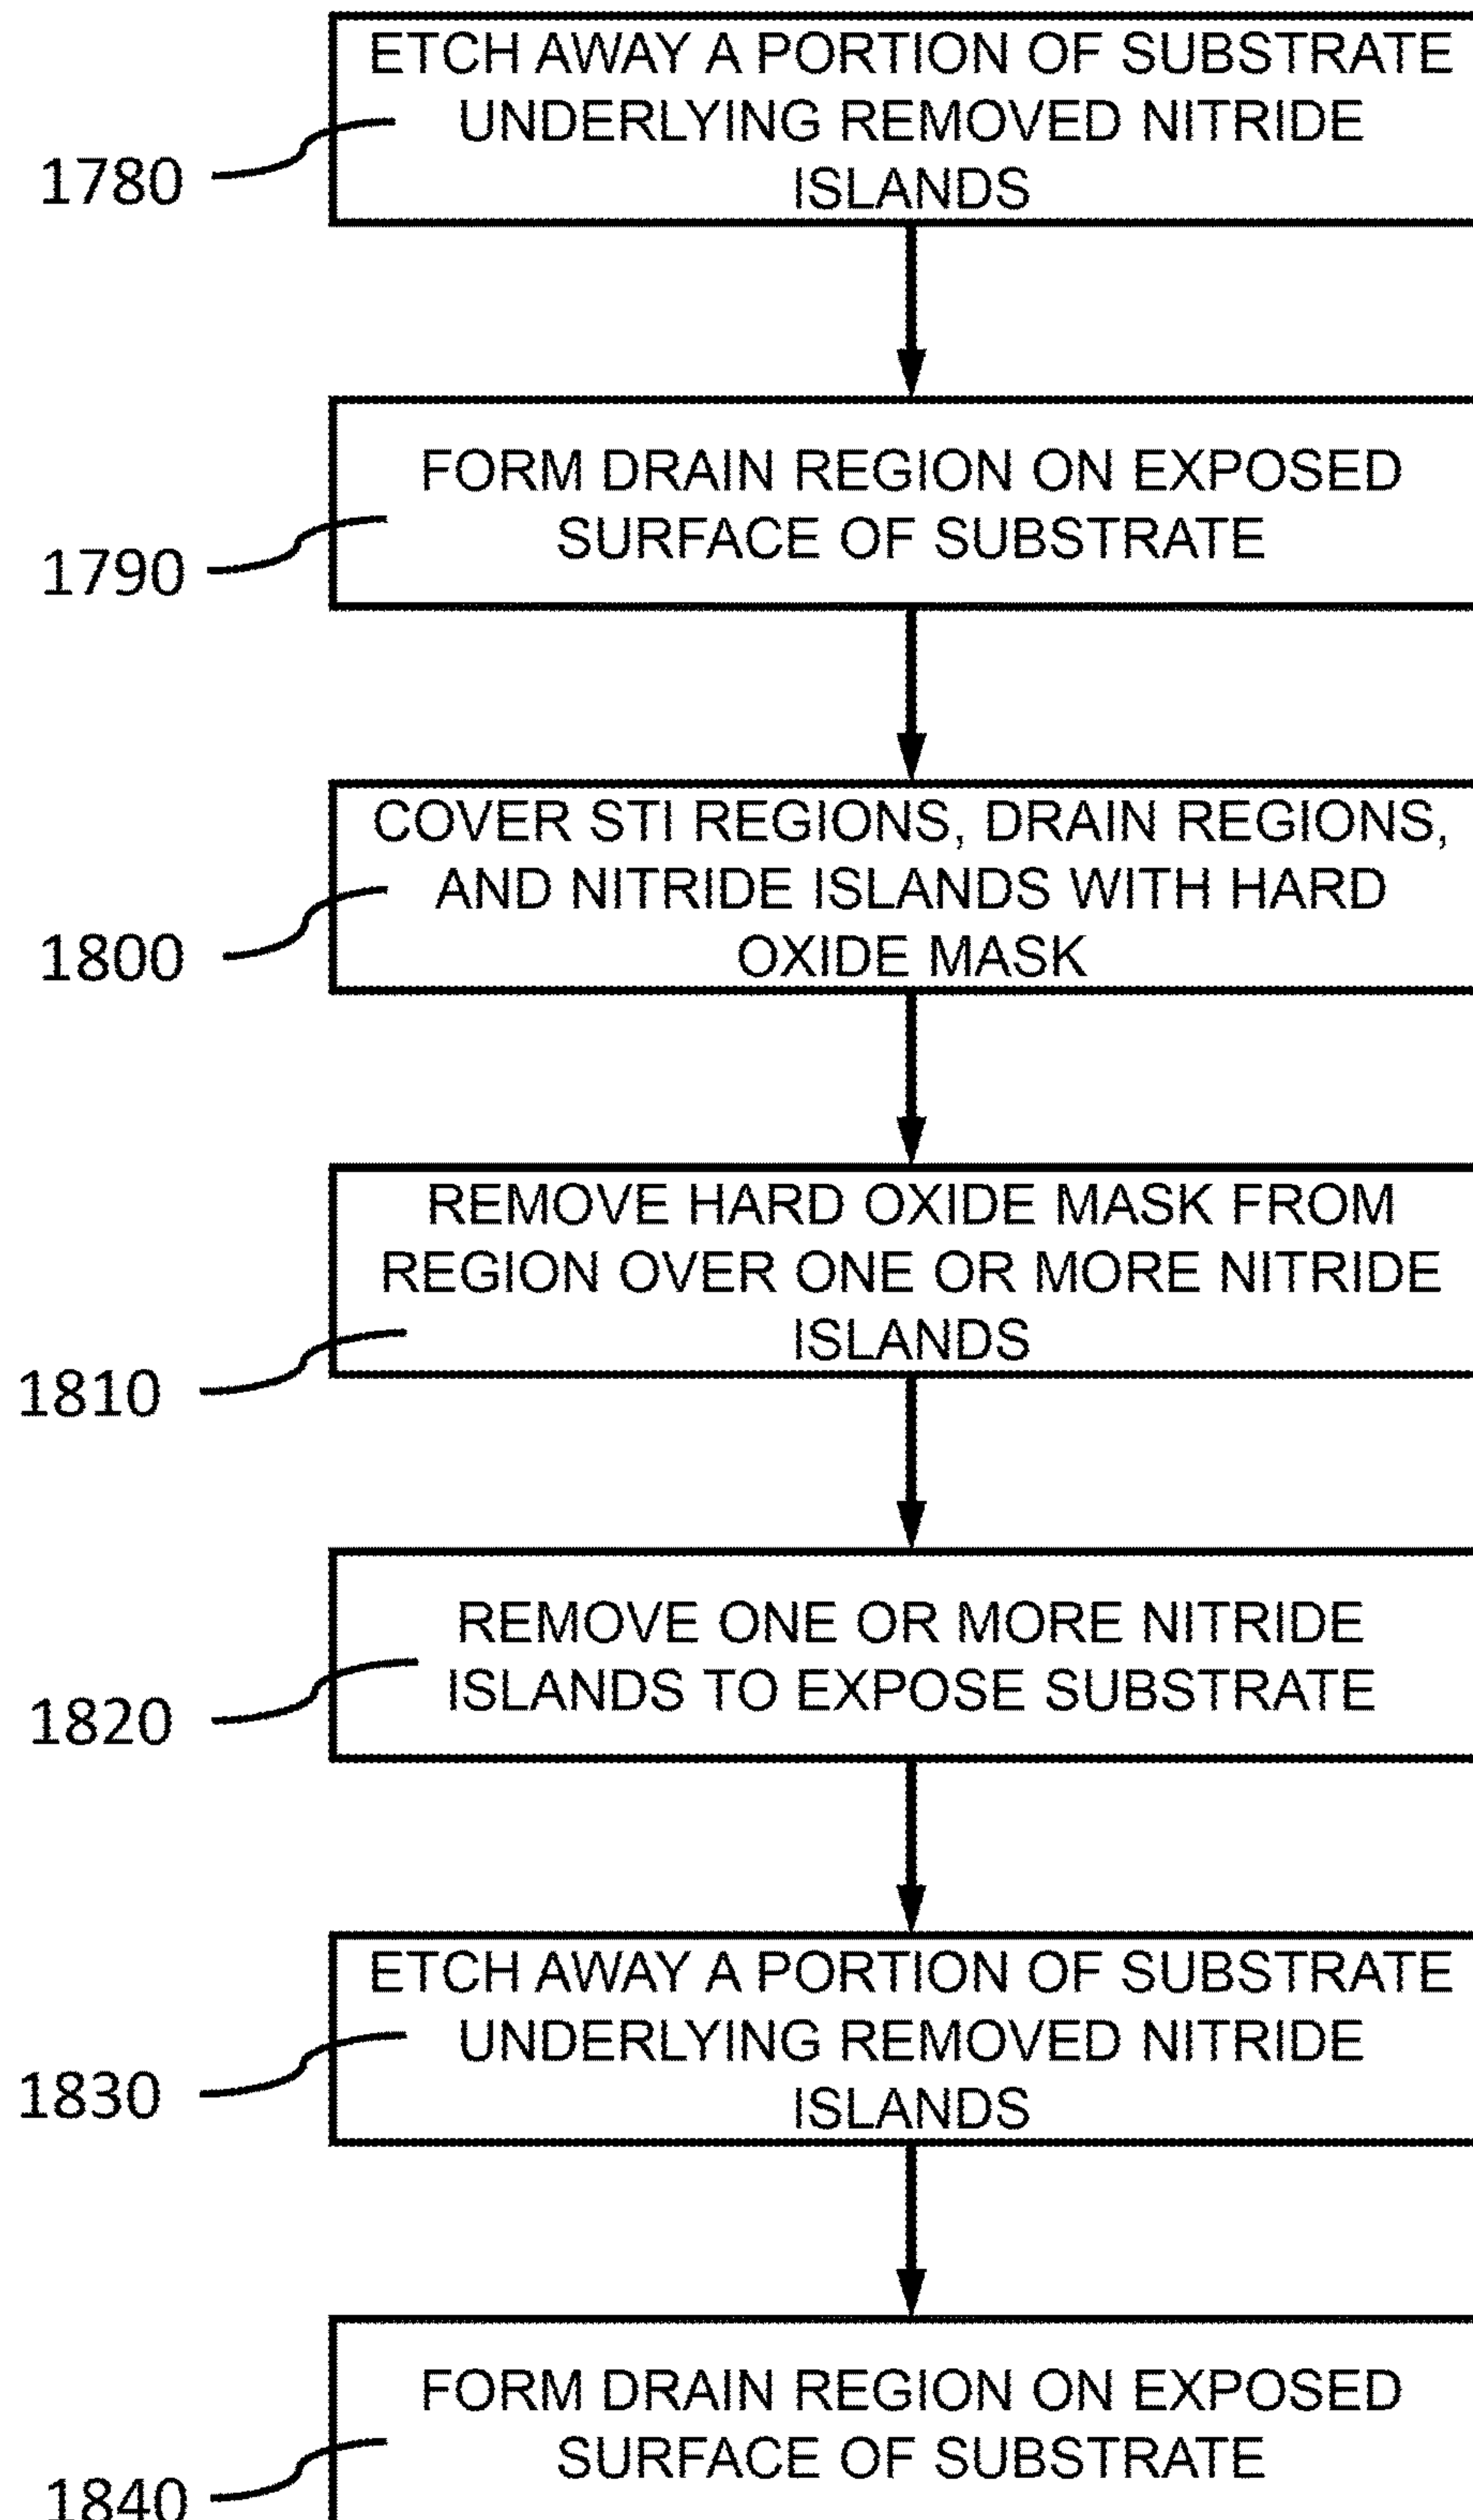 ETCH AWAY A PORTION OF SUBSTRATE
UNDERLYING REMOVED NITRIDE
ISLANDS
1780
FORM DRAIN REGION ON EXPOSED
SURFACE OF SUBSTRATE
1790
COVER STI REGIONS, DRAIN REGIONS,
AND NITRIDE ISLANDS WITH HARD
OXIDE MASK
1800
REMOVE HARD OXIDE MASK FROM
REGION OVER ONE OR MORE NITRIDE
ISLANDS
1810
REMOVE ONE OR MORE NITRIDE
ISLANDS TO EXPOSE SUBSTRATE
1820
ETCH AWAY A PORTION OF SUBSTRATE
UNDERLYING REMOVED NITRIDE
ISLANDS
1830
FORM DRAIN REGION ON EXPOSED
SURFACE OF SUBSTRATE
1840